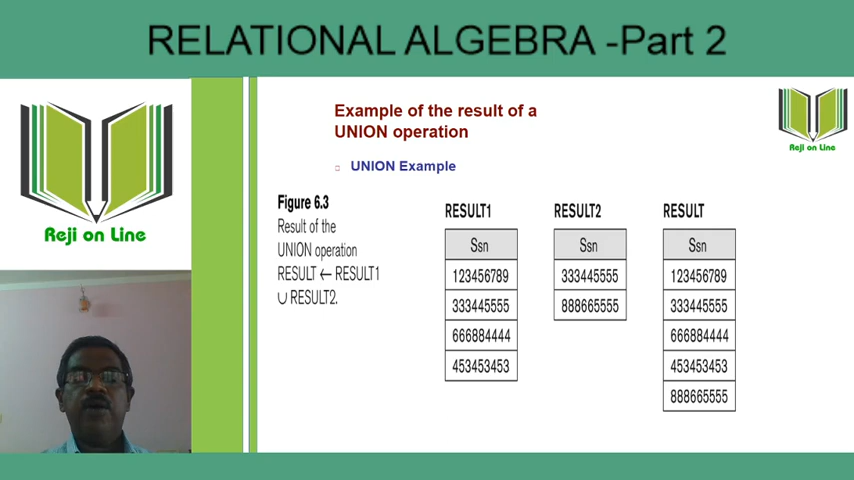 RELATIONAL ALGEBRA -Part 2
Reji on Line
Example of the result of a
UNION operation
Reji on Line
UNION Example
Figure 6.3
Result of the
UNION operation
RESULT ← RESULT1
∪ RESULT2.
RESULT1
Ssn
123456789
333445555
666884444
453453453
RESULT2
Ssn
333445555
888665555
RESULT
Ssn
123456789
333445555
666884444
453453453
888665555